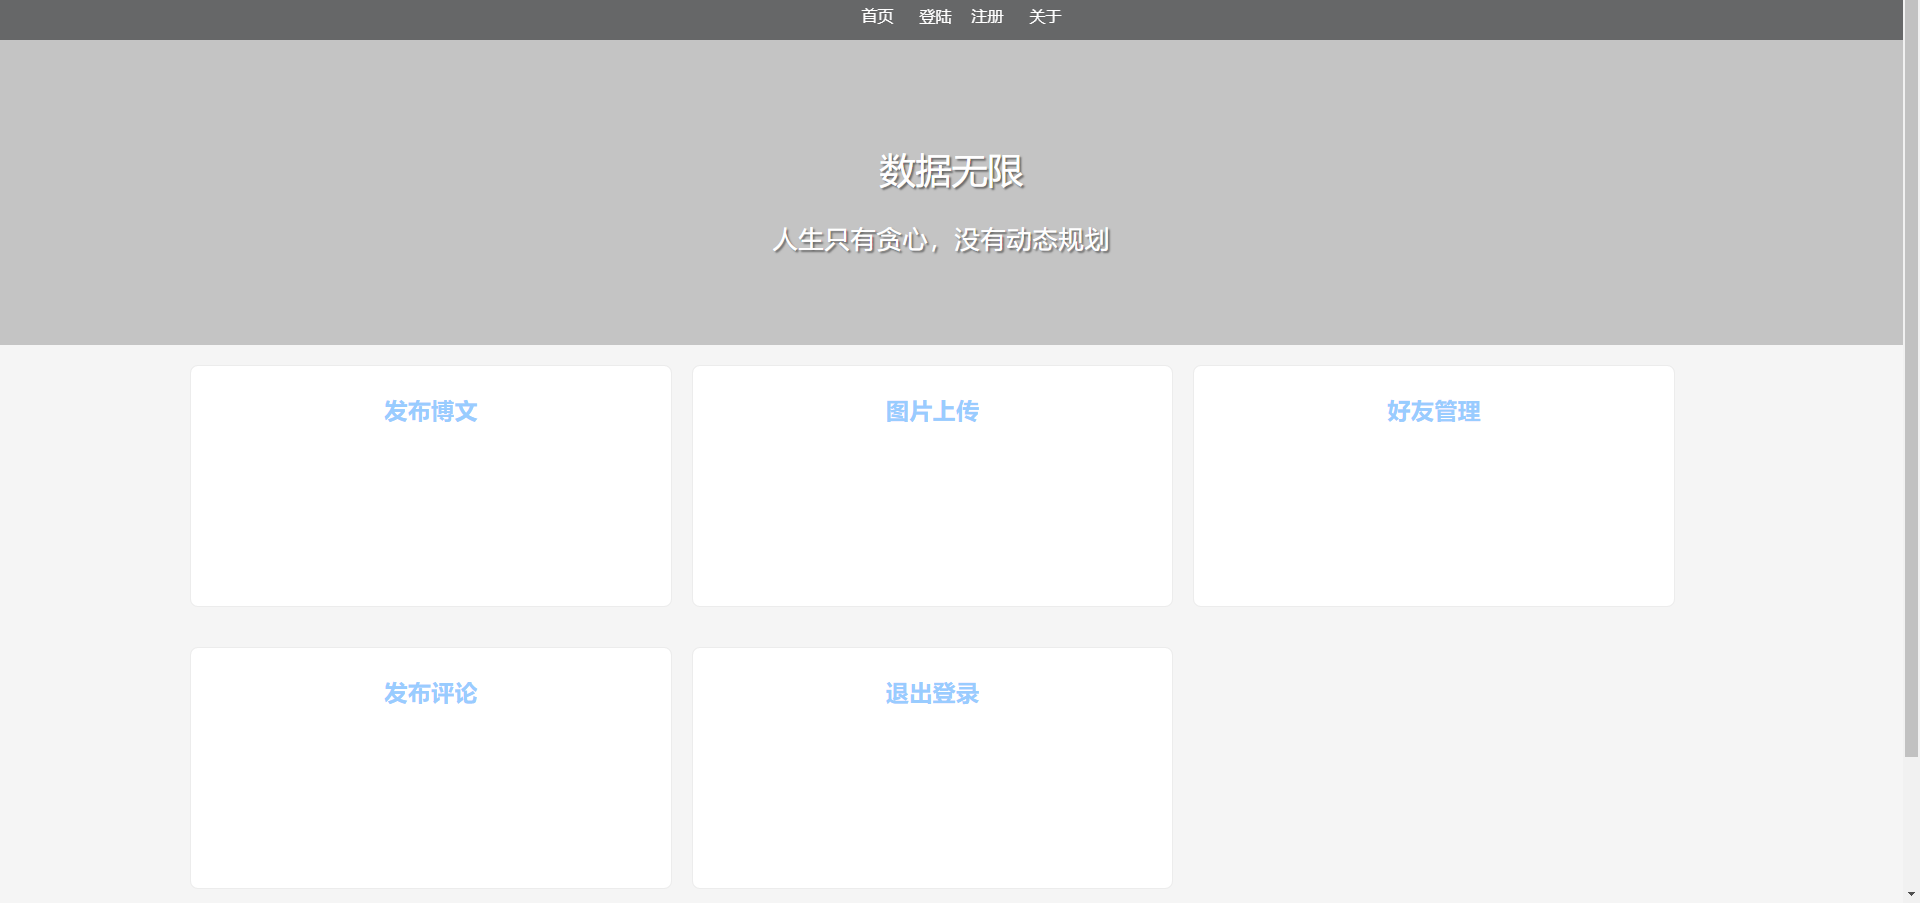 首页 登陆 注册 关于
数据无限
人生只有贪心，没有动态规划
发布博文 图片上传 好友管理
发布评论 退出登录